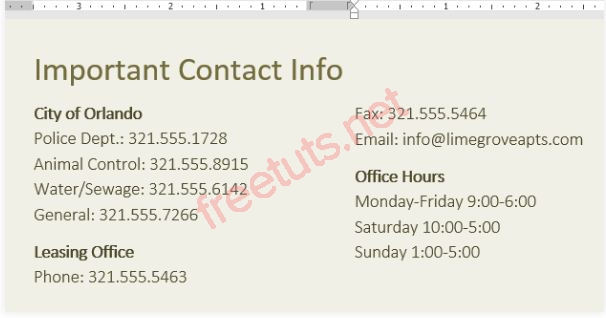 3 2 1 1 2
Important Contact Info
City of Orlando
Police Dept.: 321.555.1728
Animal Control: 321.555.8915
Water/Sewage: 321.555.6142
General: 321.555.7266
Leasing Office
Phone: 321.555.5463
Fax: 321.555.5464
Email: info@limegroveapts.com
Office Hours
Monday-Friday 9:00-6:00
Saturday 10:00-5:00
Sunday 1:00-5:00
freetuts.net